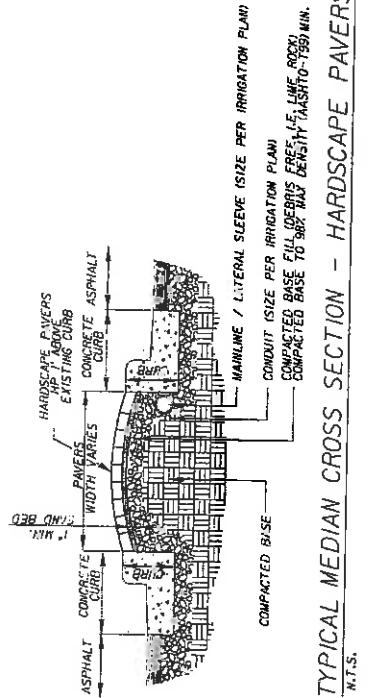 HARDSCAPE PAVERS
HP 1" ABOVE
EXISTING CURB
PAVERS
WIDTH VARIES
1" MIN.
SAND BED
ASPHALT
CONCRETE
CURB
CONCRETE
CURB
ASPHALT
CURB
CURB
MAINLINE / LATERAL SLEEVE (SIZE PER IRRIGATION PLAN)
CONDUIT (SIZE PER IRRIGATION PLAN)
COMPACTED BASE FILL (DEBRIS FREE, I.E. LIME ROCK)
COMPACTED BASE TO 98% MAX DENSITY (AASHTO-T99) MIN.
COMPACTED BASE
TYPICAL MEDIAN CROSS SECTION - HARDSCAPE PAVERS
N.T.S.